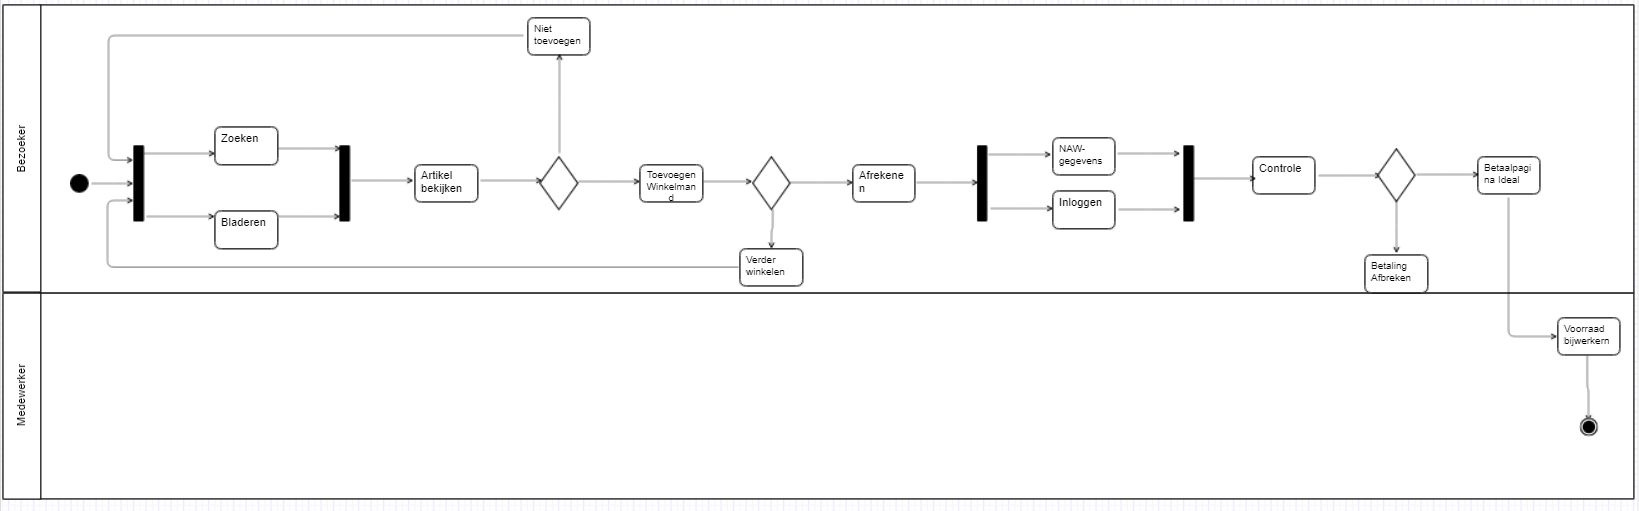 Bezoeker
Niet
toevoegen
Zoeken
Bladeren
Artikel
bekijken
Toevoegen
Winkelman
d
Verder
winkelen
Afrekene
n
NAW-
gegevens
Inloggen
Controle
Betaling
Afbreken
Betaalpagi
na Ideal
Medewerker
Voorraad
bijwerkern